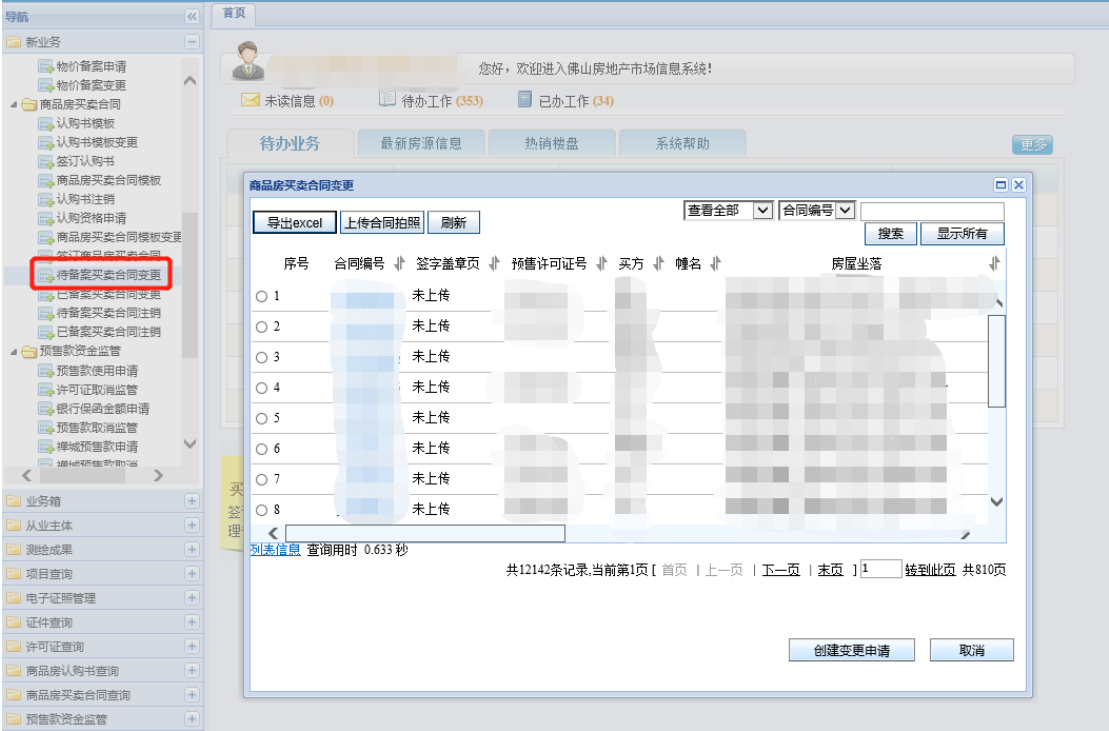 导航
首页
新业务
物价备案申请
物价备案变更
商品房买卖合同
认购书模板
认购书模板变更
签订认购书
商品房买卖合同模板
认购书注销
认购资格申请
商品房买卖合同模板变更
签订商品房买卖合同
待备案买卖合同变更
已备案买卖合同变更
待备案买卖合同注销
已备案买卖合同注销
预售款资金监管
预售款使用申请
许可证取消监管
银行保函金额申请
预售款取消监管
禅城预售款申请
禅城预售款取消
业务箱
从业主体
测绘成果
项目查询
电子证照管理
证件查询
许可证查询
商品房认购书查询
商品房买卖合同查询
预售款资金监管
您好，欢迎进入佛山房地产市场信息系统！
未读信息 (0) 待办工作 (353) 已办工作 (34)
待办业务 最新房源信息 热销楼盘 系统帮助 更多
商品房买卖合同变更
导出excel 上传合同拍照 刷新 查看全部 合同编号
搜索 显示所有
序号 合同编号 签字盖章页 预售许可证号 买方 幢名 房屋坐落
1 未上传
2 未上传
3 未上传
4 未上传
5 未上传
6 未上传
7 未上传
8 未上传
列表信息 查询用时 0.633 秒
共12142条记录,当前第1页 [ 首页 | 上一页 | 下一页 | 末页 ] 1 转到此页 共810页
创建变更申请 取消
买
签
理